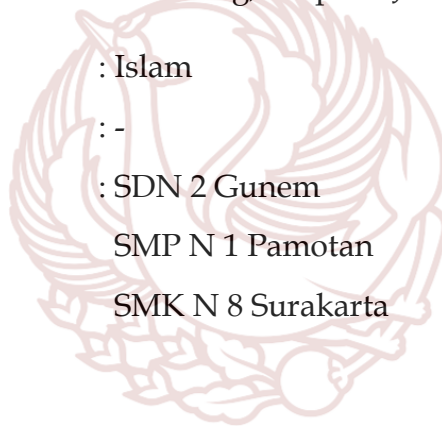 : Islam
: -
: SDN 2 Gunem
SMP N 1 Pamotan
SMK N 8 Surakarta